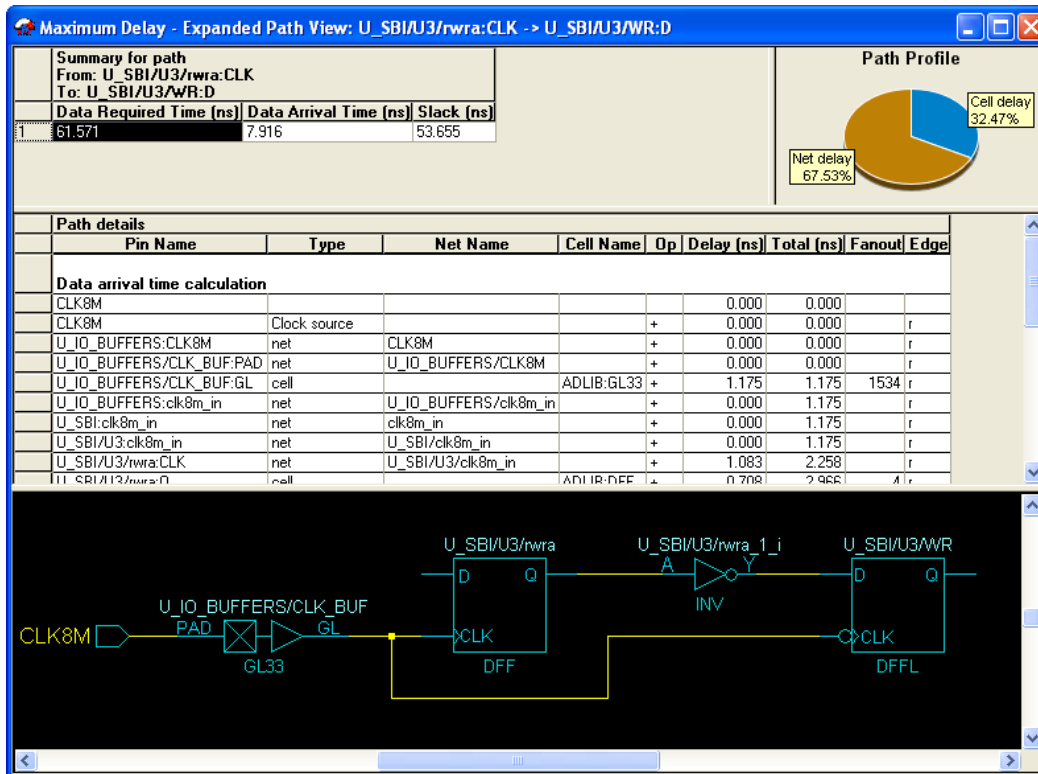 Maximum Delay - Expanded Path View: U_SBI/U3/rwra:CLK -> U_SBI/U3/WR:D
Summary for path
From: U_SBI/U3/rwra:CLK
To: U_SBI/U3/WR:D
Data Required Time (ns) Data Arrival Time (ns) Slack (ns)
1 61.571 7.916 53.655
Path Profile
Cell delay
32.47%
Net delay
67.53%
Path details
Pin Name Type Net Name Cell Name Op Delay (ns) Total (ns) Fanout Edge
Data arrival time calculation
CLK8M 0.000 0.000
CLK8M Clock source + 0.000 0.000 r
U_IO_BUFFERS:CLK8M net CLK8M + 0.000 0.000 r
U_IO_BUFFERS/CLK_BUF:PAD net U_IO_BUFFERS/CLK8M + 0.000 0.000 r
U_IO_BUFFERS/CLK_BUF:GL cell ADLIB:GL33 + 1.175 1.175 1534 r
U_IO_BUFFERS:clk8m_in net U_IO_BUFFERS/clk8m_in + 0.000 1.175 r
U_SBI:clk8m_in net clk8m_in + 0.000 1.175 r
U_SBI/U3:clk8m_in net U_SBI/clk8m_in + 0.000 1.175 r
U_SBI/U3/rwra:CLK net U_SBI/U3/clk8m_in + 1.083 2.258 r
U_SBI/U3/rwra:Q cell ADLIB:DFF + 0.708 2.966 4 r
U_SBI/U3/rwra U_SBI/U3/rwra_1_i U_SBI/U3/WR
D Q A Y D Q
INV
U_IO_BUFFERS/CLK_BUF
CLK8M PAD GL CLK CLK
GL33 DFF DFFL